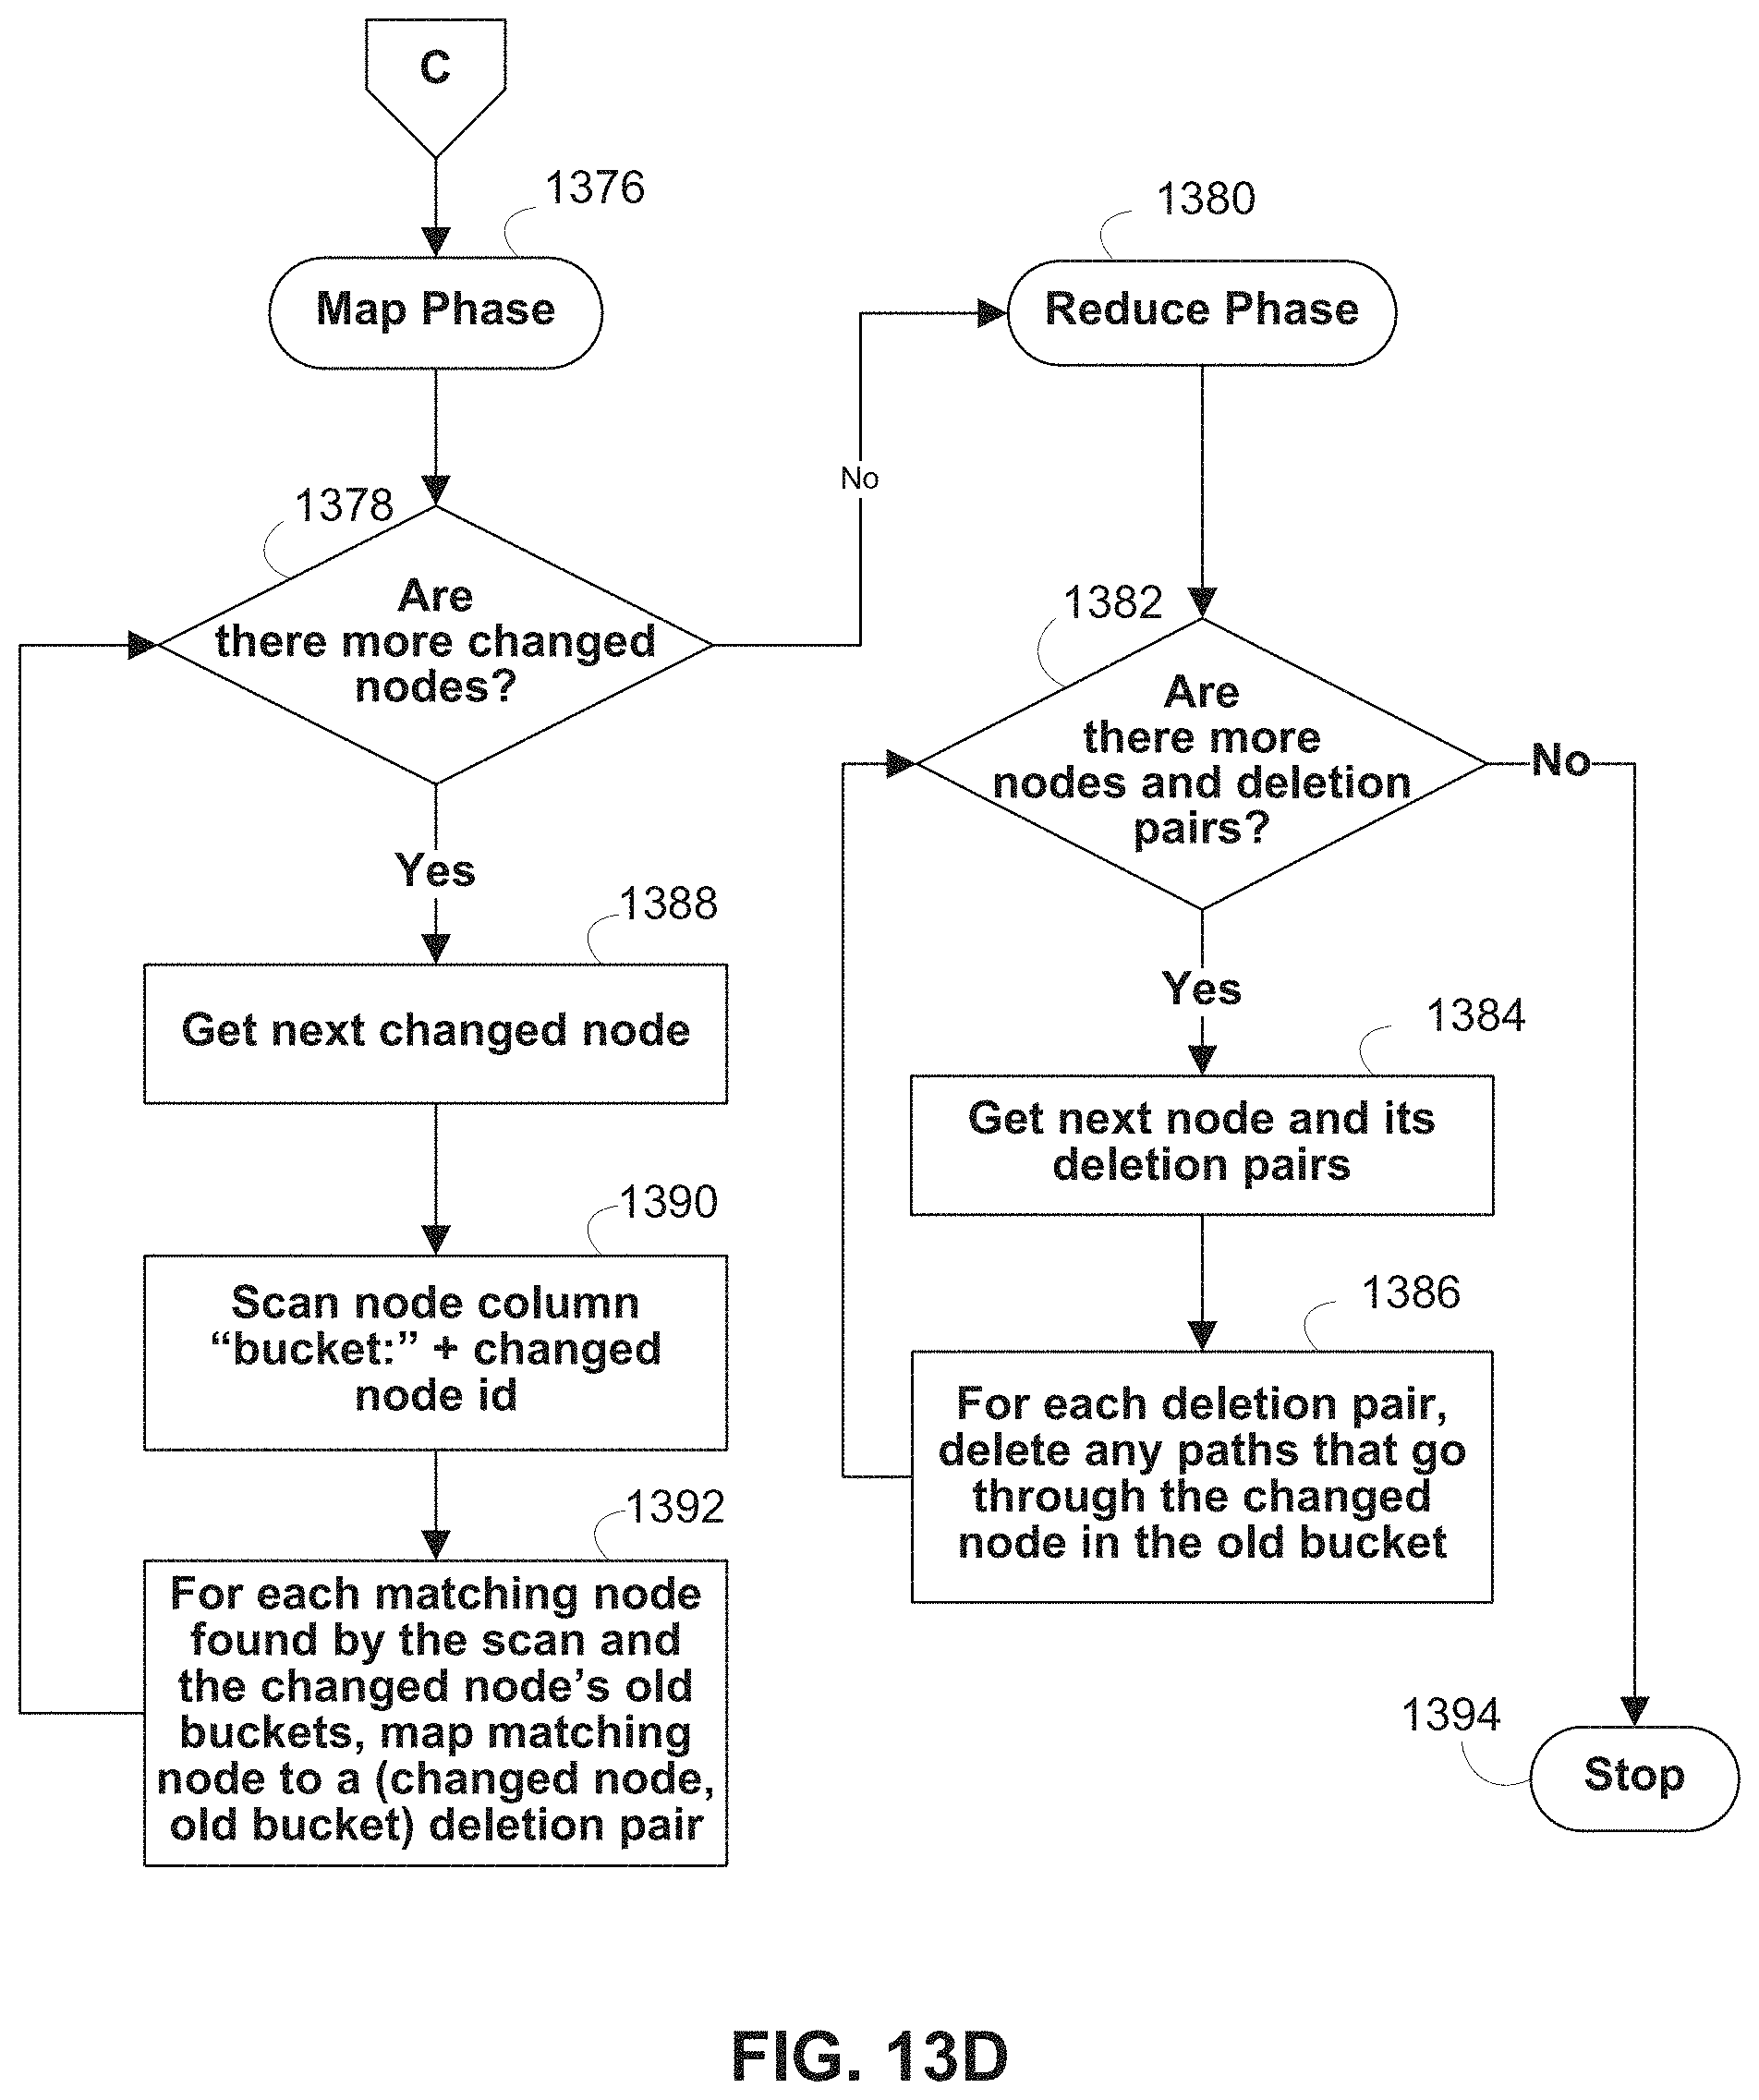 C
1376
Map Phase
1378
Are
there more changed
nodes?
No
Yes
1388
Get next changed node
1390
Scan node column
“bucket:” + changed
node id
1392
For each matching node
found by the scan and
the changed node’s old
buckets, map matching
node to a (changed node,
old bucket) deletion pair
1380
Reduce Phase
1382
Are
there more
nodes and deletion
pairs?
No
Yes
1384
Get next node and its
deletion pairs
1386
For each deletion pair,
delete any paths that go
through the changed
node in the old bucket
1394
Stop
FIG. 13D